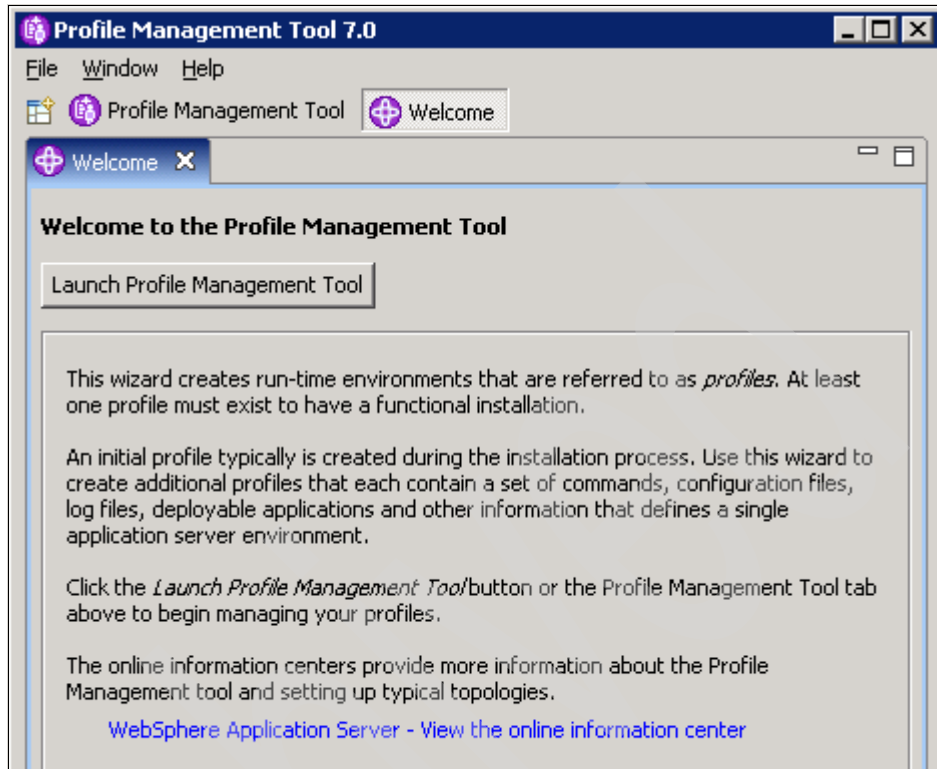 Profile Management Tool 7.0
File Window Help
Profile Management Tool Welcome
Welcome
Welcome to the Profile Management Tool
Launch Profile Management Tool
This wizard creates run-time environments that are referred to as profiles. At least
one profile must exist to have a functional installation.
An initial profile typically is created during the installation process. Use this wizard to
create additional profiles that each contain a set of commands, configuration files,
log files, deployable applications and other information that defines a single
application server environment.
Click the Launch Profile Management Tool button or the Profile Management Tool tab
above to begin managing your profiles.
The online information centers provide more information about the Profile
Management tool and setting up typical topologies.
WebSphere Application Server - View the online information center